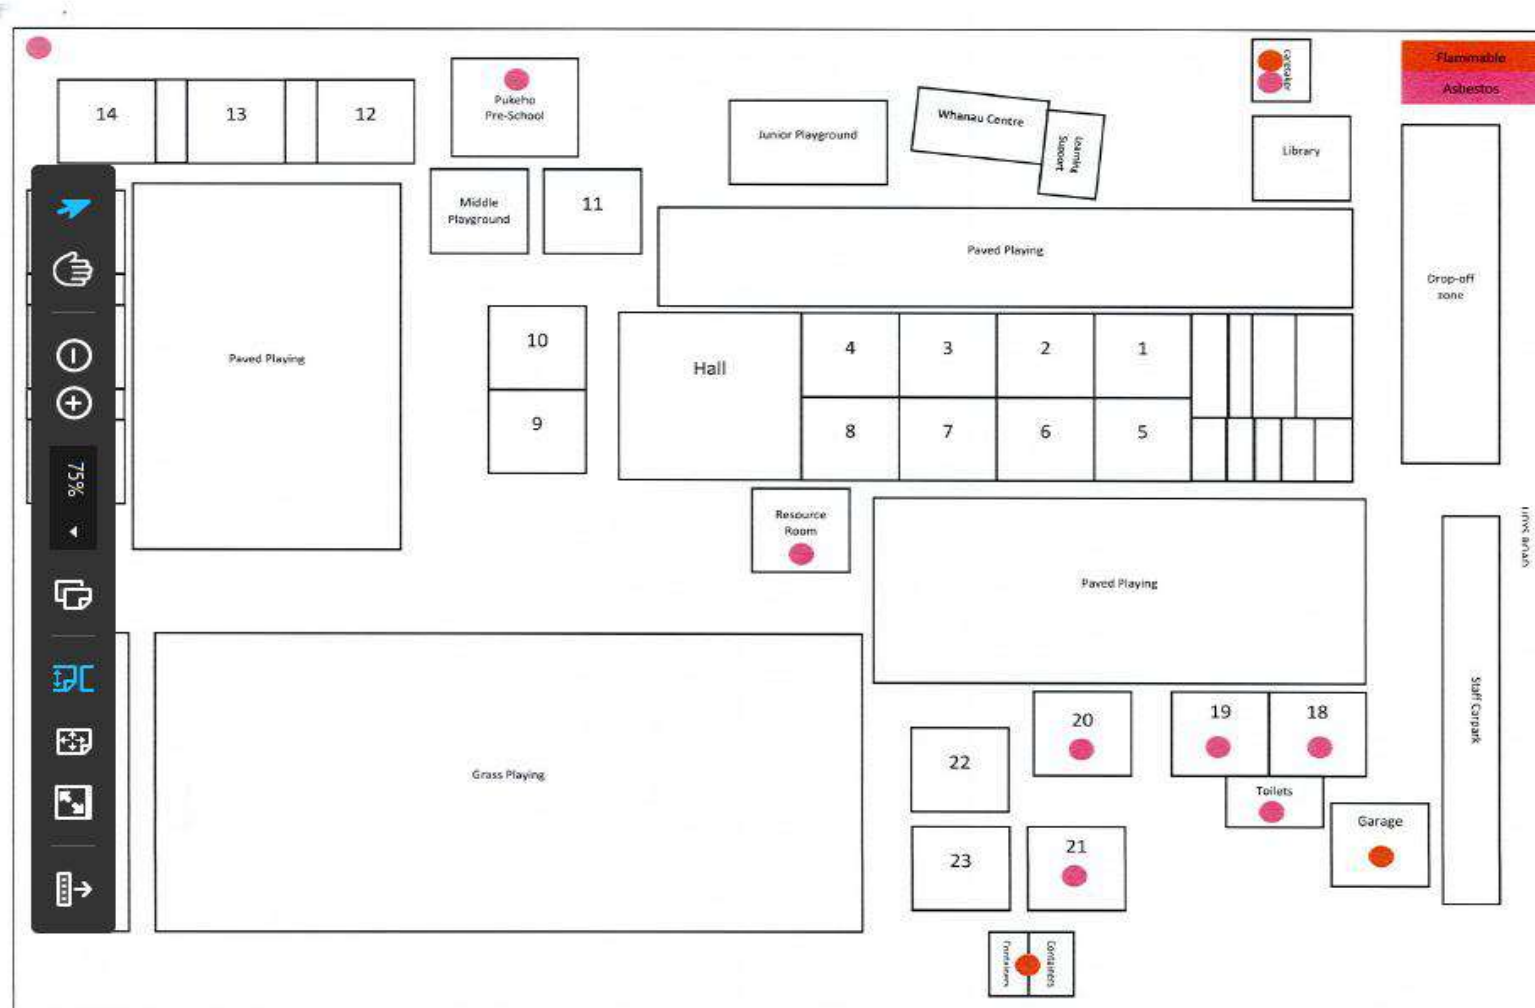 Flammable
Asbestos
Caretaker
14
13
12
Pukeho
Pre-School
Junior Playground
Whanau Centre
Learning
Support
Library
Middle
Playground
11
Paved Playing
Drop-off
zone
Paved Playing
10
9
Hall
4
3
2
1
8
7
6
5
75%
Resource
Room
Paved Playing
Staff Carpark
20
19
18
22
Grass Playing
Toilets
Garage
23
21
Containers
Containers